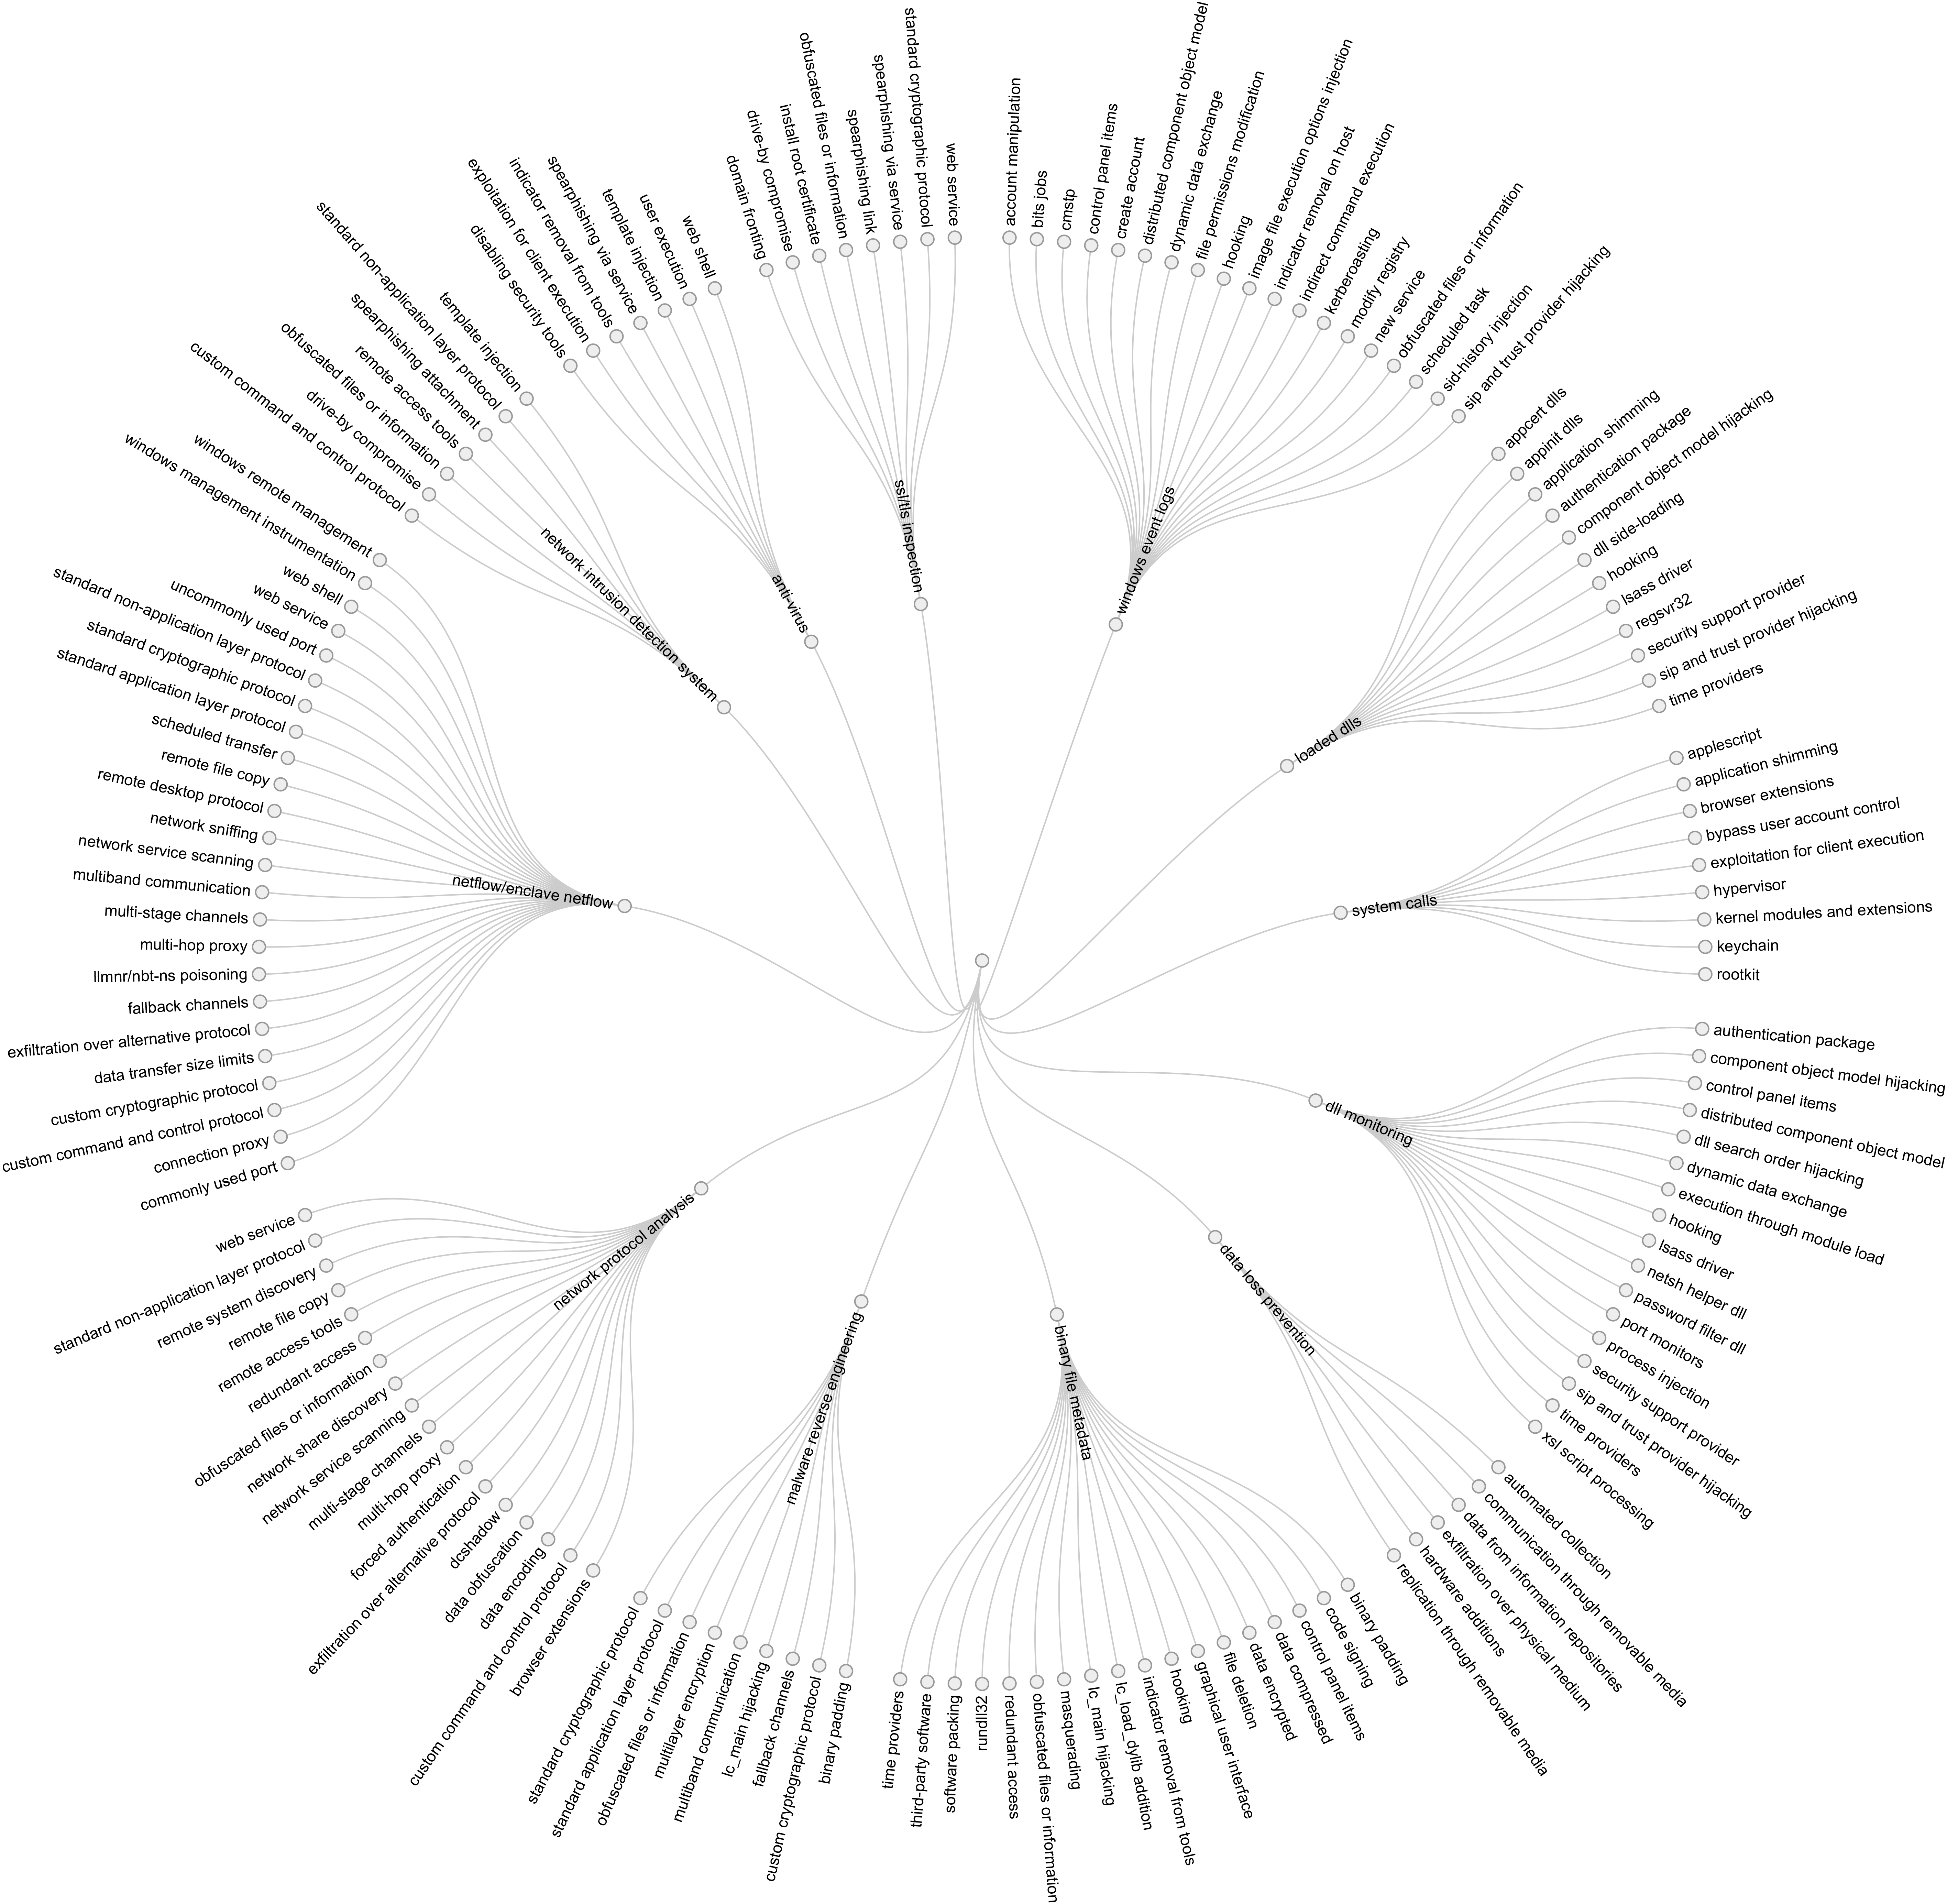 windows event logs
account manipulation
bits jobs
cmstp
control panel items
create account
distributed component object model
dynamic data exchange
file permissions modification
hooking
image file execution options injection
indicator removal on host
indirect command execution
kerberoasting
modify registry
new service
obfuscated files or information
scheduled task
sid-history injection
sip and trust provider hijacking
loaded dlls
appcert dlls
appinit dlls
application shimming
authentication package
component object model hijacking
dll side-loading
hooking
lsass driver
regsvr32
security support provider
sip and trust provider hijacking
time providers
system calls
applescript
application shimming
browser extensions
bypass user account control
exploitation for client execution
hypervisor
kernel modules and extensions
keychain
rootkit
dll monitoring
authentication package
component object model hijacking
control panel items
distributed component object model
dll search order hijacking
dynamic data exchange
execution through module load
hooking
lsass driver
netsh helper dll
password filter dll
port monitors
process injection
security support provider
sip and trust provider hijacking
time providers
xsl script processing
data loss prevention
automated collection
communication through removable media
data from information repositories
exfiltration over physical medium
hardware additions
replication through removable media
binary file metadata
binary padding
code signing
control panel items
data compressed
data encrypted
file deletion
graphical user interface
hooking
indicator removal from tools
lc_load_dylib addition
lc_main hijacking
masquerading
obfuscated files or information
redundant access
rundll32
software packing
third-party software
time providers
malware reverse engineering
binary padding
custom cryptographic protocol
fallback channels
lc_main hijacking
multiband communication
multilayer encryption
obfuscated files or information
standard application layer protocol
standard cryptographic protocol
network protocol analysis
browser extensions
custom command and control protocol
data encoding
data obfuscation
dcshadow
exfiltration over alternative protocol
forced authentication
multi-hop proxy
multi-stage channels
network service scanning
network share discovery
obfuscated files or information
redundant access
remote access tools
remote file copy
remote system discovery
standard non-application layer protocol
web service
netflow/enclave netflow
commonly used port
connection proxy
custom command and control protocol
custom cryptographic protocol
data transfer size limits
exfiltration over alternative protocol
fallback channels
llmnr/nbt-ns poisoning
multi-hop proxy
multi-stage channels
multiband communication
network service scanning
network sniffing
remote desktop protocol
remote file copy
scheduled transfer
standard application layer protocol
standard cryptographic protocol
standard non-application layer protocol
uncommonly used port
web service
web shell
windows management instrumentation
windows remote management
network intrusion detection system
custom command and control protocol
drive-by compromise
obfuscated files or information
remote access tools
spearphishing attachment
standard non-application layer protocol
template injection
anti-virus
disabling security tools
exploitation for client execution
indicator removal from tools
spearphishing via service
template injection
user execution
web shell
ssl/tls inspection
domain fronting
drive-by compromise
install root certificate
obfuscated files or information
spearphishing link
spearphishing via service
standard cryptographic protocol
web service